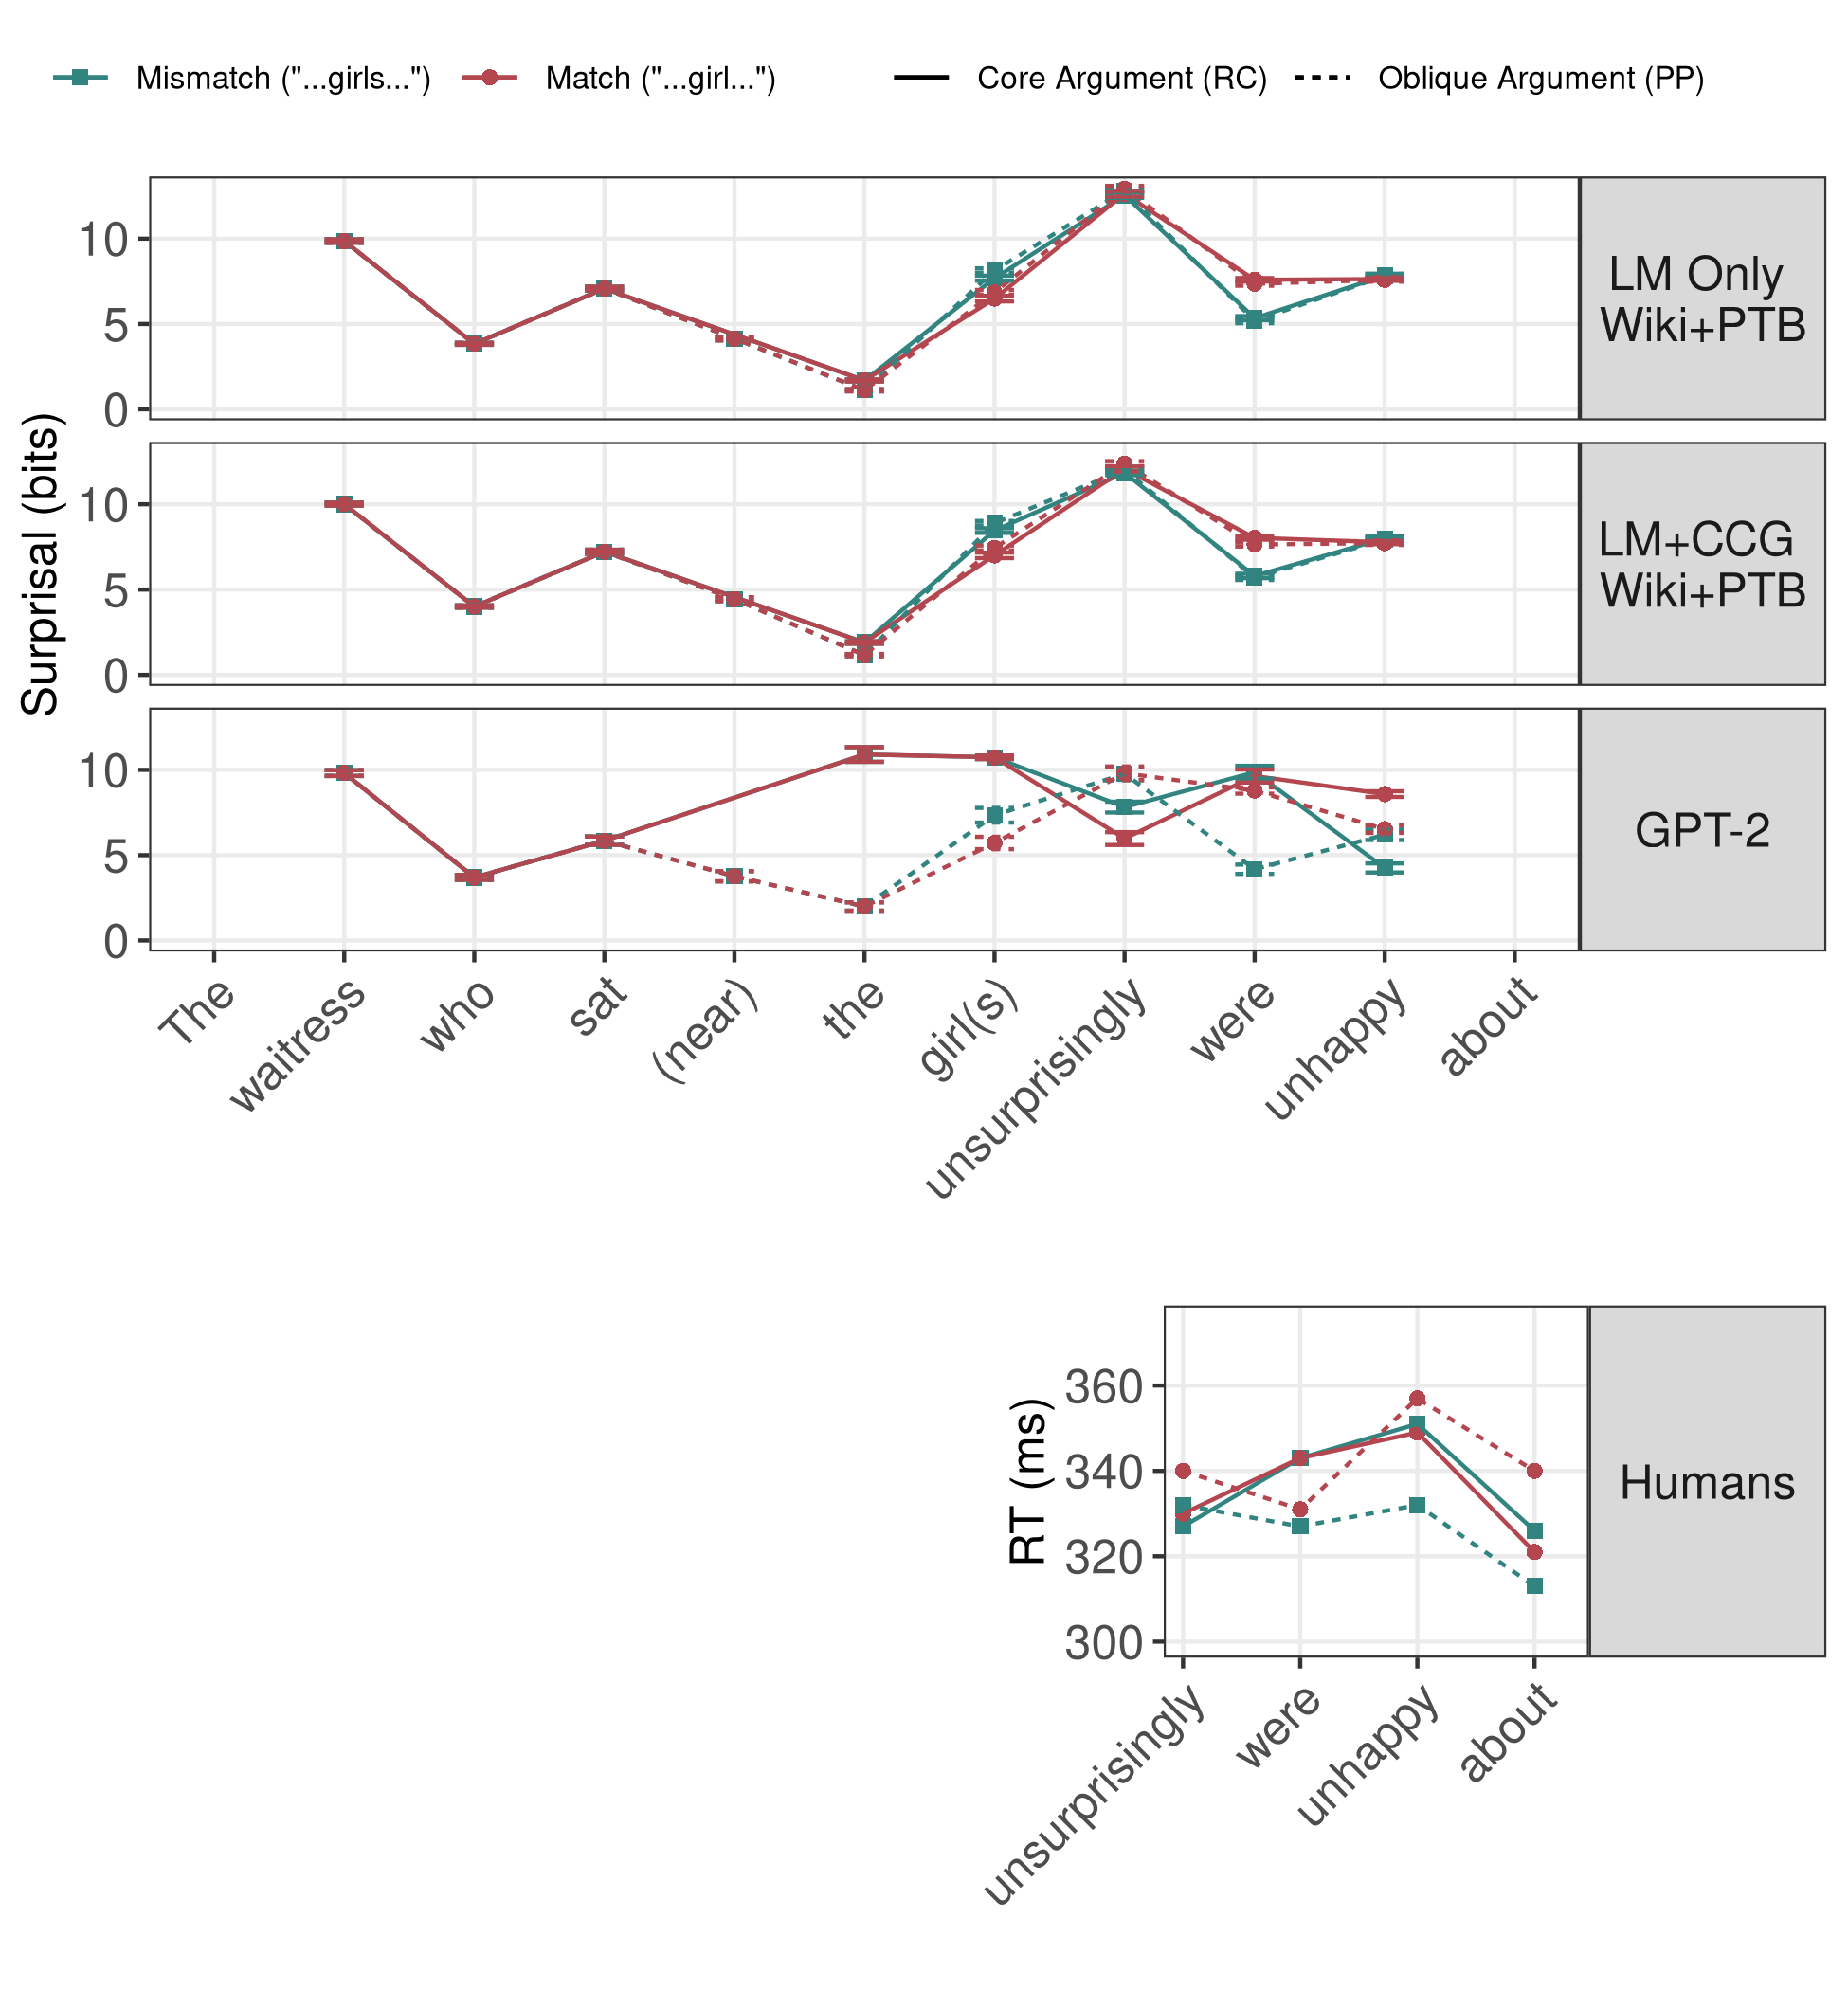 Mismatch ("...girls...") Match ("...girl...") Core Argument (RC) Oblique Argument (PP)
Surprisal (bits)
10
5
0
LM Only
Wiki+PTB
10
5
0
LM+CCG
Wiki+PTB
10
5
0
GPT-2
The waitress who sat (near) the girl(s) unsurprisingly were unhappy about
RT (ms)
360
340
320
300
Humans
unsurprisingly were unhappy about